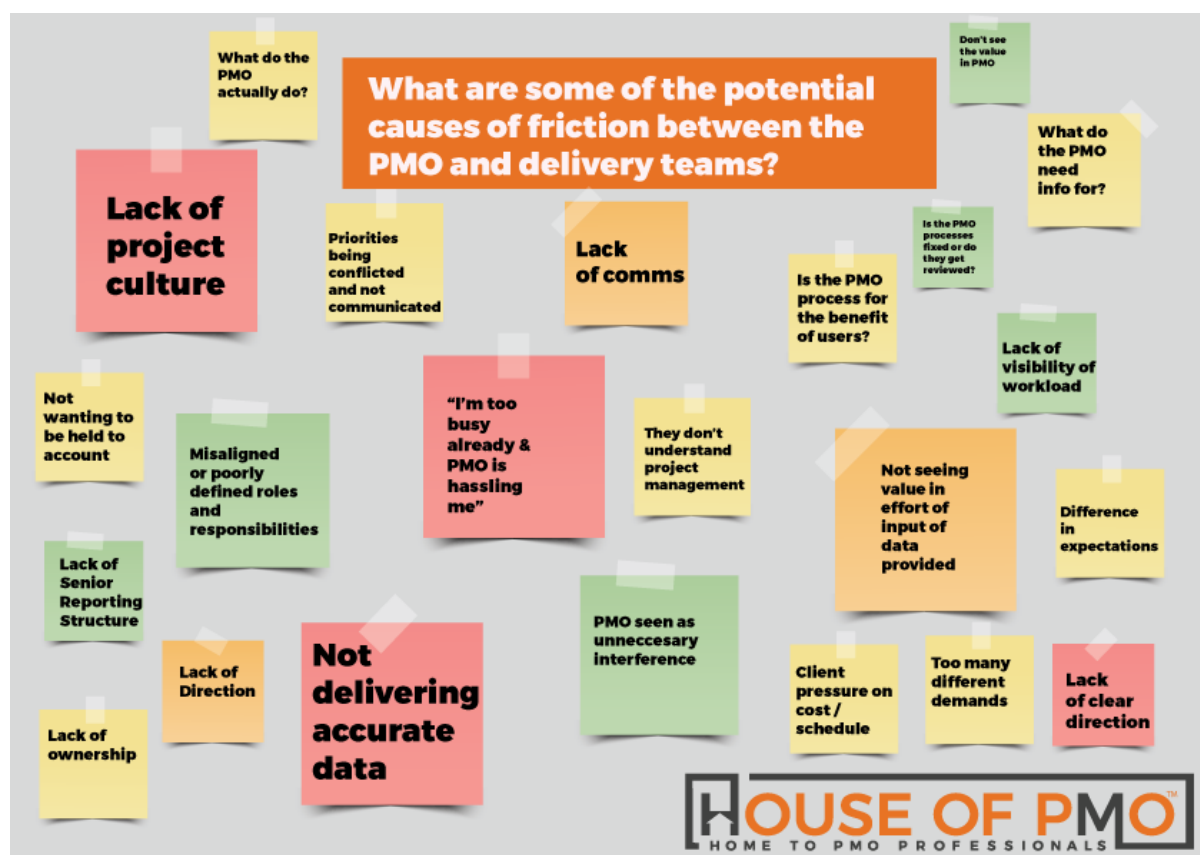 What do the
PMO
actually do?
What are some of the potential
causes of friction between the
PMO and delivery teams?
Don't see
the value
in PMO
What do
the PMO
need
info for?
Lack of
project
culture
Priorities
being
conflicted
and not
communicated
Lack
of comms
Is the PMO
processes
fixed or do
they get
reviewed?
Is the PMO
process for
the benefit
of users?
Lack of
visibility of
workload
Not
wanting to
be held to
account
Misaligned
or poorly
defined roles
and
responsibilities
"I'm too
busy
already &
PMO is
hassling
me"
They don't
understand
project
management
Not seeing
value in
effort of
input of
data
provided
Difference
in
expectations
Lack of
Senior
Reporting
Structure
Lack of
Direction
Not
delivering
accurate
data
PMO seen as
unneccesary
interference
Client
pressure on
cost /
schedule
Too many
different
demands
Lack
of clear
direction
Lack of
ownership
HOUSE OF PMO™
HOME TO PMO PROFESSIONALS